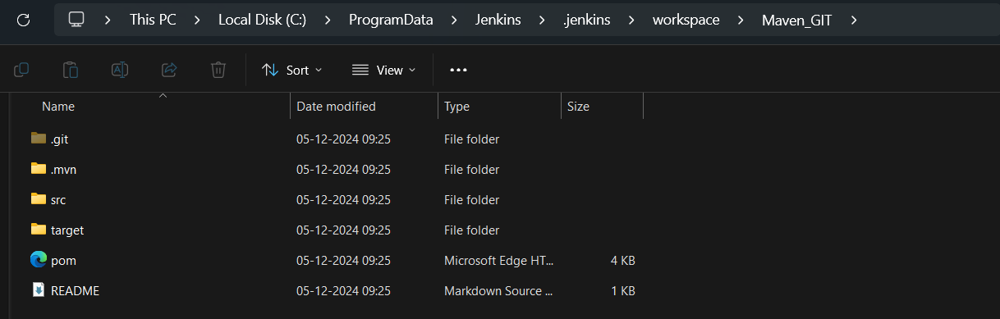 This PC > Local Disk (C:) > ProgramData > Jenkins > .jenkins > workspace > Maven_GIT >
Sort View •••
Name Date modified Type Size
.git 05-12-2024 09:25 File folder
.mvn 05-12-2024 09:25 File folder
src 05-12-2024 09:25 File folder
target 05-12-2024 09:25 File folder
pom 05-12-2024 09:25 Microsoft Edge HT... 4 KB
README 05-12-2024 09:25 Markdown Source ... 1 KB